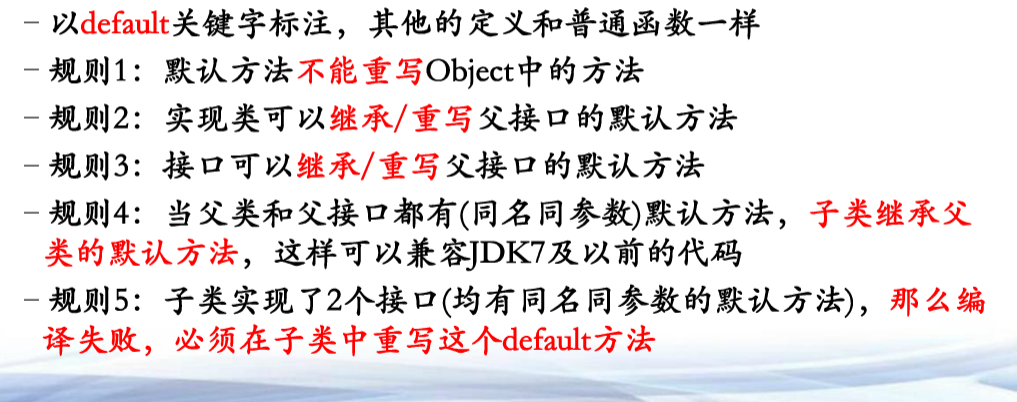 – 以default关键字标注，其他的定义和普通函数一样
– 规则1：默认方法不能重写Object中的方法
– 规则2：实现类可以继承/重写父接口的默认方法
– 规则3：接口可以继承/重写父接口的默认方法
– 规则4：当父类和父接口都有(同名同参数)默认方法，子类继承父
类的默认方法，这样可以兼容JDK7及以前的代码
– 规则5：子类实现了2个接口(均有同名同参数的默认方法)，那么编
译失败，必须在子类中重写这个default方法